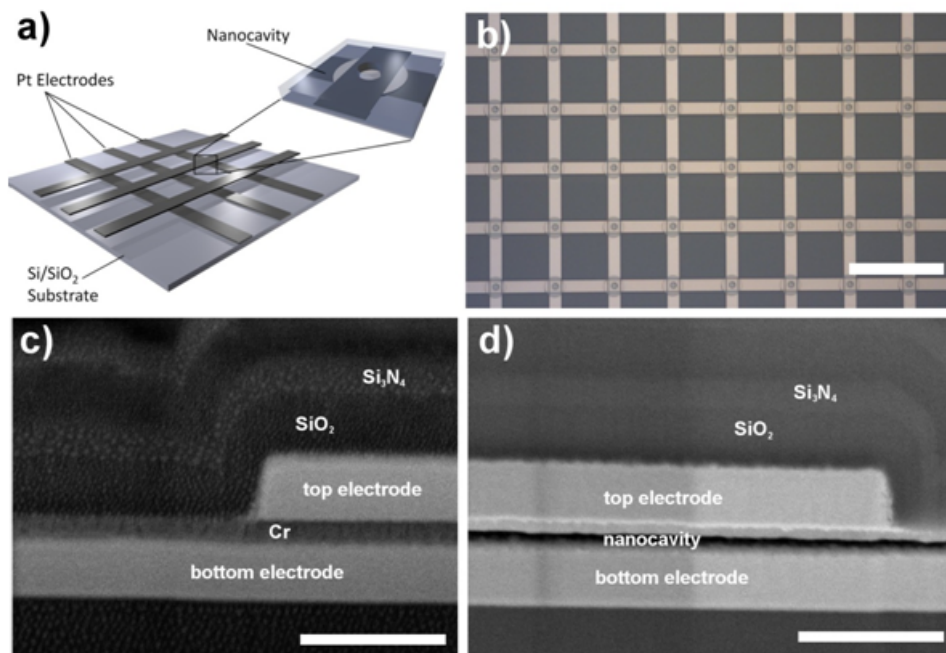 a)
Nanocavity
Pt Electrodes
Si/SiO₂
Substrate
b)
c)
Si₃N₄
SiO₂
top electrode
Cr
bottom electrode
d)
Si₃N₄
SiO₂
top electrode
nanocavity
bottom electrode